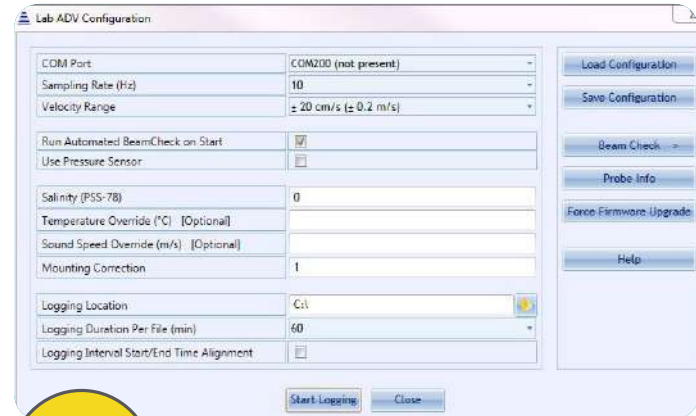 Lab ADV Configuration
COM Port COM200 (not present)
Sampling Rate (Hz) 10
Velocity Range ± 20 cm/s (± 0.2 m/s)
Run Automated BeamCheck on Start
Use Pressure Sensor
Salinity (PSS-78) 0
Temperature Override (°C) [Optional]
Sound Speed Override (m/s) [Optional]
Mounting Correction 1
Logging Location C:\
Logging Duration Per File (min) 60
Logging Interval Start/End Time Alignment
Start Logging Close
Load Configuration
Save Configuration
Beam Check >
Probe Info
Force Firmware Upgrade
Help